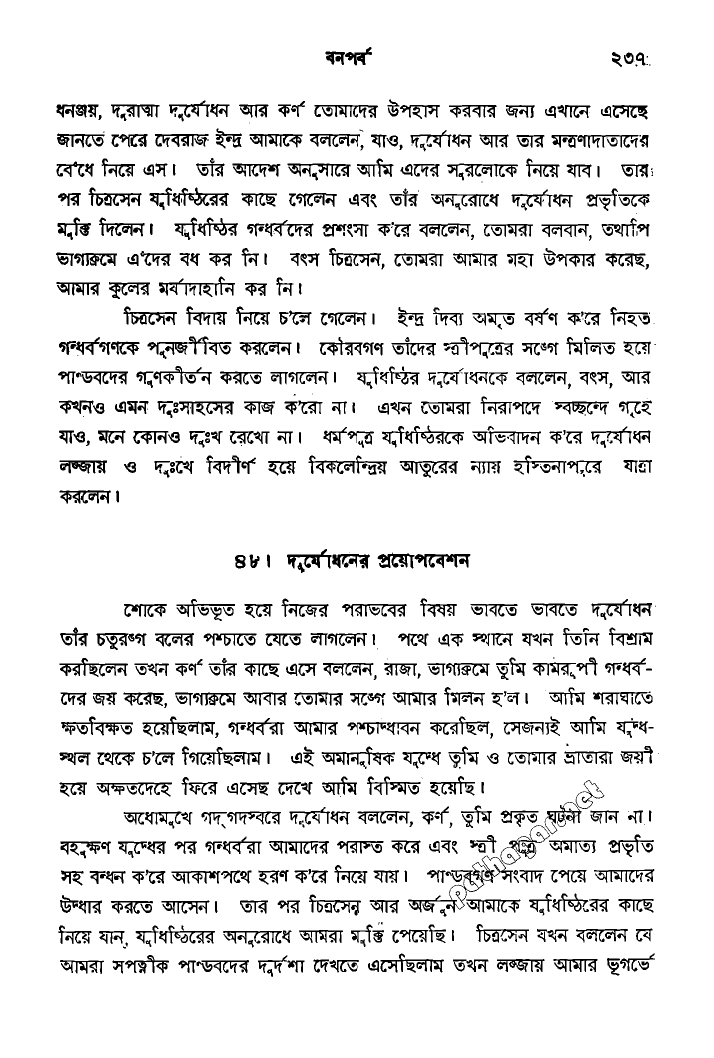 বনপর্ব ২৩৭
ধনঞ্জয়, দুরাত্মা দুর্যোধন আর কর্ণ তোমাদের উপহাস করবার জন্য এখানে এসেছে
জানতে পেরে দেবরাজ ইন্দ্র আমাকে বললেন, যাও, দুর্যোধন আর তার মন্ত্রণাদাতাদের
বেঁধে নিয়ে এস। তাঁর আদেশ অনুসারে আমি এদের সুরলোকে নিয়ে যাব। তার
পর চিত্রসেন যুধিষ্ঠিরের কাছে গেলেন এবং তাঁর অনুরোধে দুর্যোধন প্রভৃতিকে
মুক্তি দিলেন। যুধিষ্ঠির গন্ধর্বদের প্রশংসা ক'রে বললেন, তোমরা বলবান, তথাপি
ভাগ্যক্রমে এঁদের বধ কর নি। বৎস চিত্রসেন, তোমরা আমার মহা উপকার করেছ,
আমার কুলের মর্যাদাহানি কর নি।
চিত্রসেন বিদায় নিয়ে চ'লে গেলেন। ইন্দ্র দিব্য অমৃত বর্ষণ ক'রে নিহত
গন্ধর্বগণকে পুনর্জীবিত করলেন। কৌরবগণ তাঁদের স্ত্রীপুত্রের সঙ্গে মিলিত হয়ে
পাণ্ডবদের গুণকীর্তন করতে লাগলেন। যুধিষ্ঠির দুর্যোধনকে বললেন, বৎস, আর
কখনও এমন দুঃসাহসের কাজ ক'রো না। এখন তোমরা নিরাপদে স্বচ্ছন্দে গৃহে
যাও, মনে কোনও দুঃখ রেখো না। ধর্মপুত্র যুধিষ্ঠিরকে অভিবাদন ক'রে দুর্যোধন
লজ্জায় ও দুঃখে বিদীর্ণ হয়ে বিকলেন্দ্রিয় আতুরের ন্যায় হস্তিনাপুরে যাত্রা
করলেন।
৪৮। দুর্যোধনের প্রয়োপবেশন
শোকে অভিভূত হয়ে নিজের পরাভবের বিষয় ভাবতে ভাবতে দুর্যোধন
তাঁর চতুরঙ্গ বলের পশ্চাতে যেতে লাগলেন। পথে এক স্থানে যখন তিনি বিশ্রাম
করছিলেন তখন কর্ণ তাঁর কাছে এসে বললেন, রাজা, ভাগ্যক্রমে তুমি কামরূপী গন্ধর্ব-
দের জয় করেছ, ভাগ্যক্রমে আবার তোমার সঙ্গে আমার মিলন হ'ল। আমি শরাঘাতে
ক্ষতবিক্ষত হয়েছিলাম, গন্ধর্বরা আমার পশ্চাদ্ধাবন করেছিল, সেজন্যই আমি যুদ্ধ-
স্থল থেকে চ'লে গিয়েছিলাম। এই অমানুষিক যুদ্ধে তুমি ও তোমার ভ্রাতারা জয়ী
হয়ে অক্ষতদেহে ফিরে এসেছ দেখে আমি বিস্মিত হয়েছি।
অধোমুখে গদ্‌গদস্বরে দুর্যোধন বললেন, কর্ণ, তুমি প্রকৃত ঘটনা জান না।
বহুক্ষণ যুদ্ধের পর গন্ধর্বরা আমাদের পরাস্ত করে এবং স্ত্রী পুত্র অমাত্য প্রভৃতি
সহ বন্ধন ক'রে আকাশপথে হরণ ক'রে নিয়ে যায়। পাণ্ডবগণ সংবাদ পেয়ে আমাদের
উদ্ধার করতে আসেন। তার পর চিত্রসেন আর অর্জুন আমাকে যুধিষ্ঠিরের কাছে
নিয়ে যান, যুধিষ্ঠিরের অনুরোধে আমরা মুক্তি পেয়েছি। চিত্রসেন যখন বললেন যে
আমরা সপত্নীক পাণ্ডবদের দুর্দশা দেখতে এসেছিলাম তখন লজ্জায় আমার ভূগর্ভে
pathagar.net